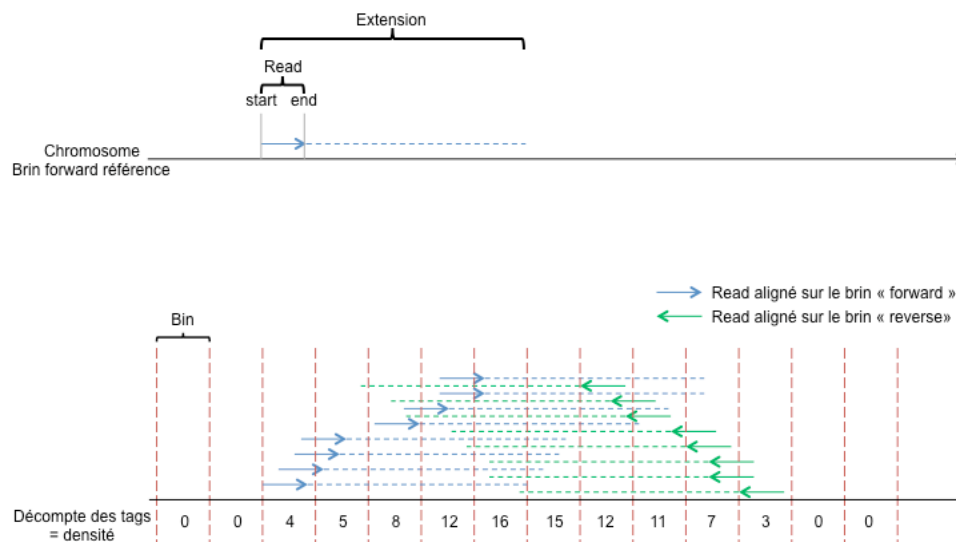 Extension
Read
start end
Chromosome
Brin forward référence
Read aligné sur le brin « forward »
Read aligné sur le brin « reverse»
Bin
Décompte des tags
= densité
0 0 4 5 8 12 16 15 12 11 7 3 0 0